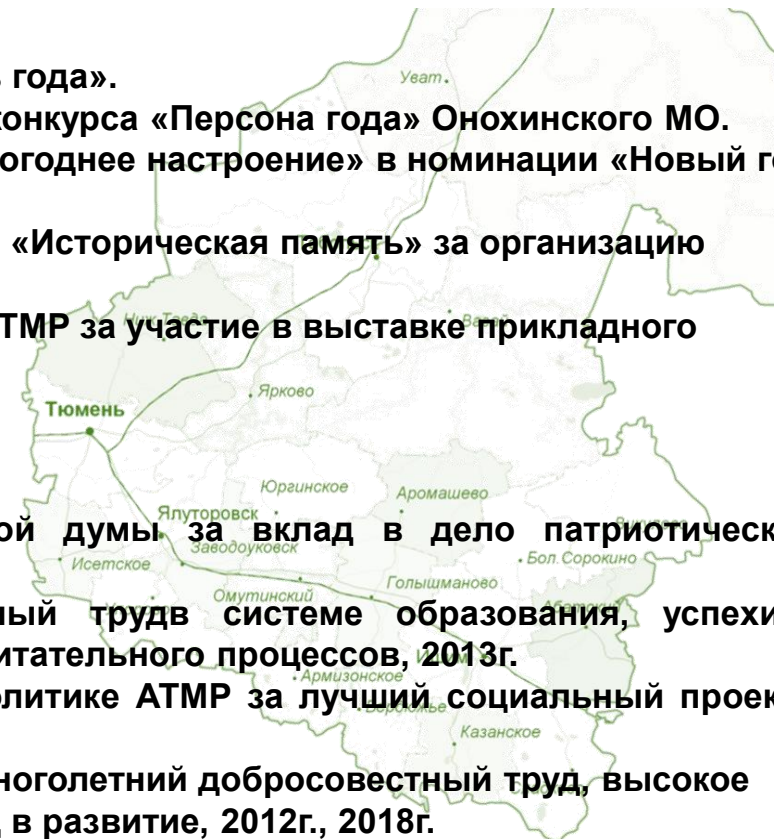 года».
конкурса «Персона года» Онохинского МО.
огоднее настроение» в номинации «Новый г
«Историческая память» за организацию
ТМР за участие в выставке прикладного
ой думы за вклад в дело патриотическ
ный трудв системе образования, успехи
питательного процессов, 2013г.
олитике АТМР за лучший социальный проек
ноголетний добросовестный труд, высокое
в развитие, 2012г., 2018г.
Уват
Ярково
Тюмень
Юргинское
Аромашево
Ялуторовск
Заводоуковск
Исетское
Бол.Сорокино
Омутинский
Голышманово
Армизонское
Казанское